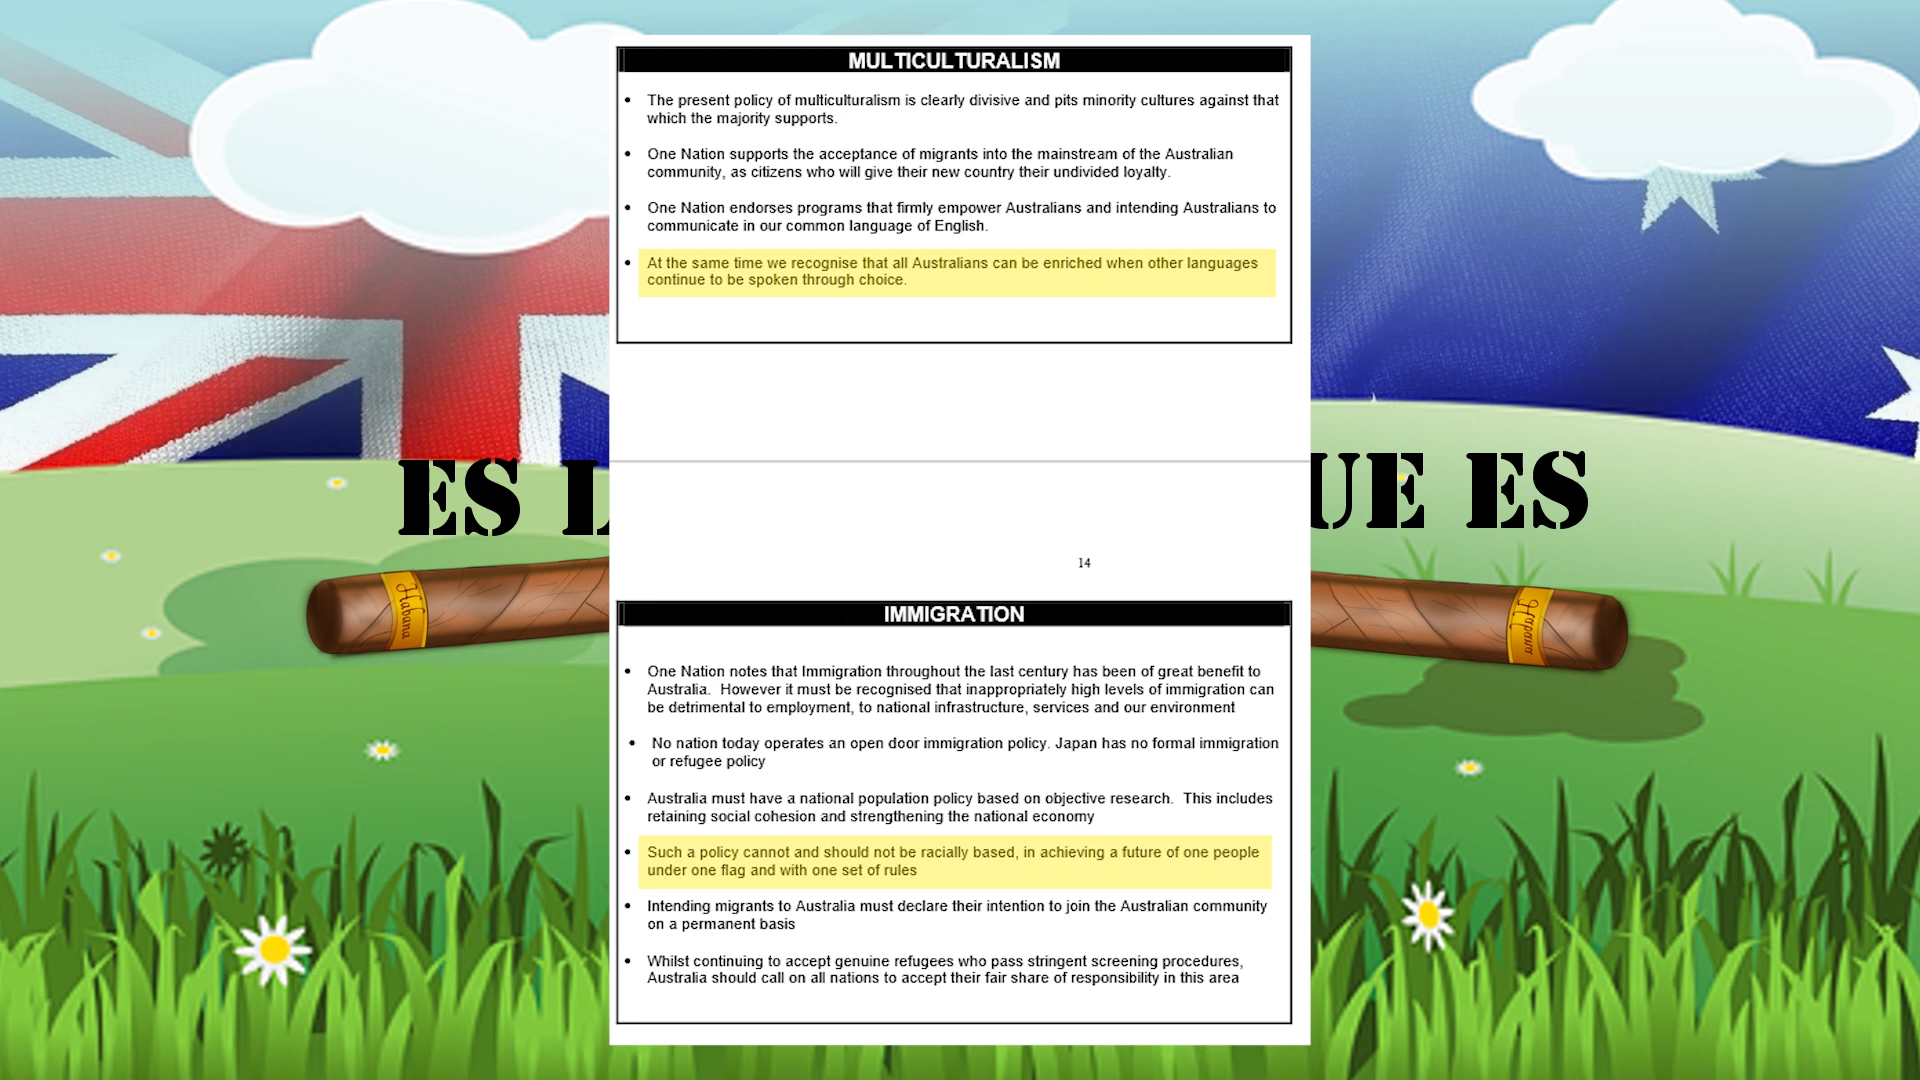 MULTICULTURALISM
• The present policy of multiculturalism is clearly divisive and pits minority cultures against that
which the majority supports.
• One Nation supports the acceptance of migrants into the mainstream of the Australian
community, as citizens who will give their new country their undivided loyalty.
• One Nation endorses programs that firmly empower Australians and intending Australians to
communicate in our common language of English.
• At the same time we recognise that all Australians can be enriched when other languages
continue to be spoken through choice.
ES L
UE ES
14
Habana
Habana
IMMIGRATION
• One Nation notes that Immigration throughout the last century has been of great benefit to
Australia. However it must be recognised that inappropriately high levels of immigration can
be detrimental to employment, to national infrastructure, services and our environment
• No nation today operates an open door immigration policy. Japan has no formal immigration
or refugee policy
• Australia must have a national population policy based on objective research. This includes
retaining social cohesion and strengthening the national economy
• Such a policy cannot and should not be racially based, in achieving a future of one people
under one flag and with one set of rules
• Intending migrants to Australia must declare their intention to join the Australian community
on a permanent basis
• Whilst continuing to accept genuine refugees who pass stringent screening procedures,
Australia should call on all nations to accept their fair share of responsibility in this area